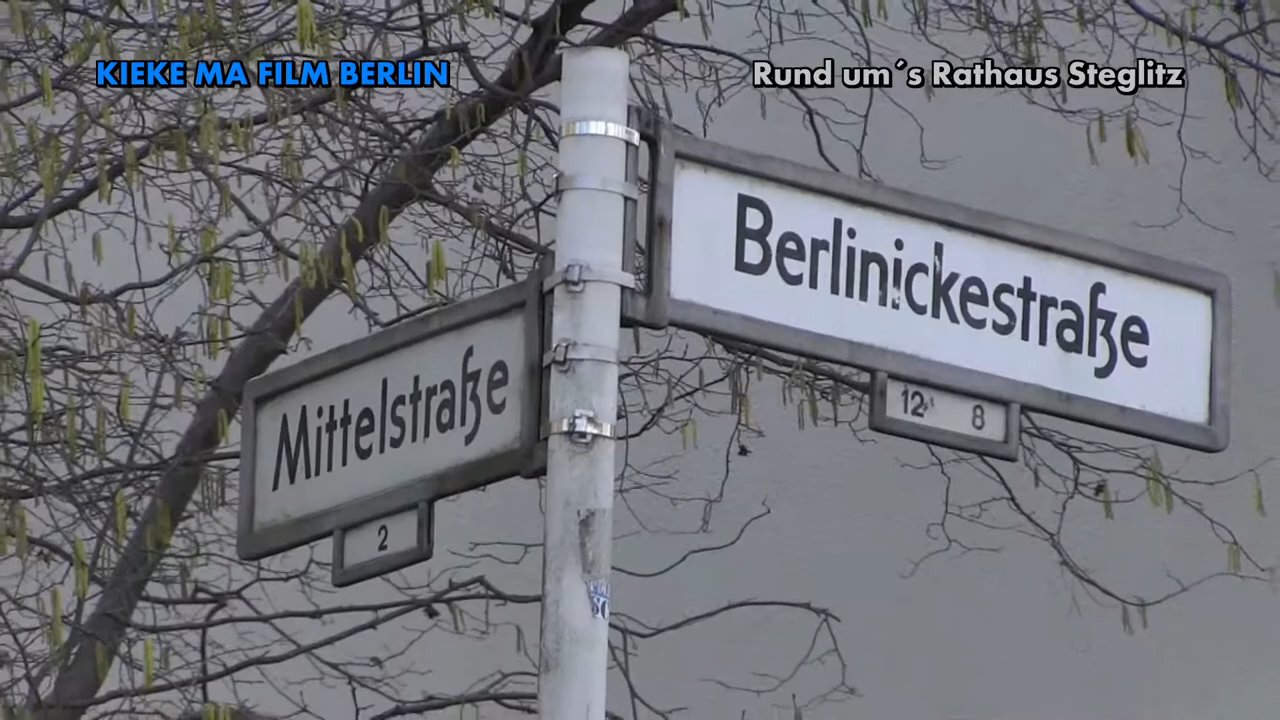 KIEKE MA FILM BERLIN
Rund um´s Rathaus Steglitz
Berlinickestraße
12 8
Mittelstraße
2